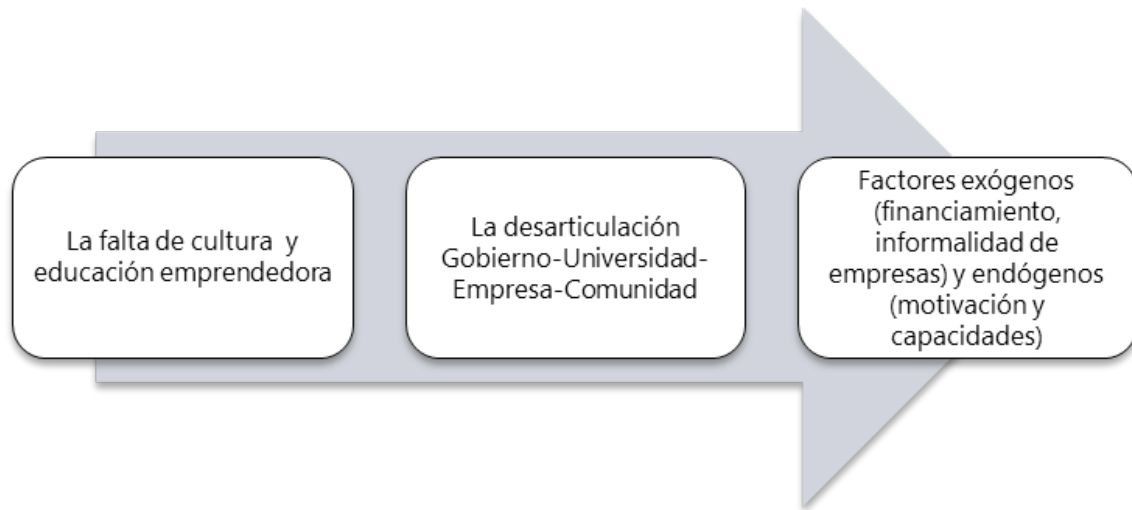 La falta de cultura y
educación emprendedora
La desarticulación
Gobierno-Universidad-
Empresa-Comunidad
Factores exógenos
(financiamiento,
informalidad de
empresas) y endógenos
(motivación y
capacidades)